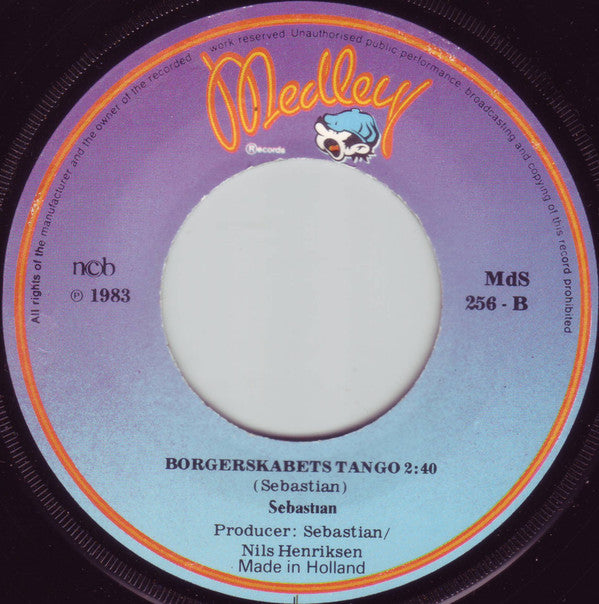 All rights of the manufacturer and the owner of the recorded work reserved. Unauthorised public performance, broadcasting and copying of this record prohibited
Medley
® Records
ncb
℗ 1983
MdS
256 - B
BORGERSKABETS TANGO 2:40
(Sebastian)
Sebastian
Producer: Sebastian/
Nils Henriksen
Made in Holland